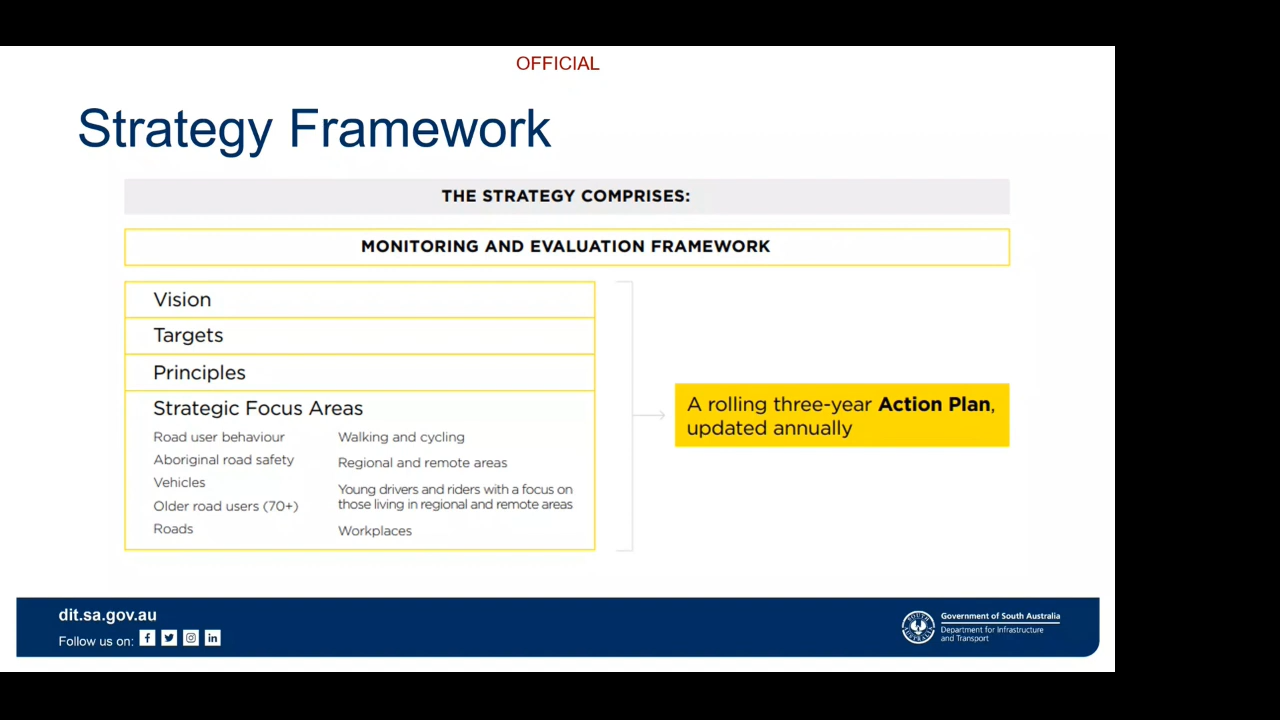 OFFICIAL
Strategy Framework
THE STRATEGY COMPRISES:
MONITORING AND EVALUATION FRAMEWORK
Vision
Targets
Principles
Strategic Focus Areas
Road user behaviour
Aboriginal road safety
Vehicles
Older road users (70+)
Roads
Walking and cycling
Regional and remote areas
Young drivers and riders with a focus on
those living in regional and remote areas
Workplaces
A rolling three-year Action Plan,
updated annually
dit.sa.gov.au
Follow us on:
Government of South Australia
Department for Infrastructure
and Transport